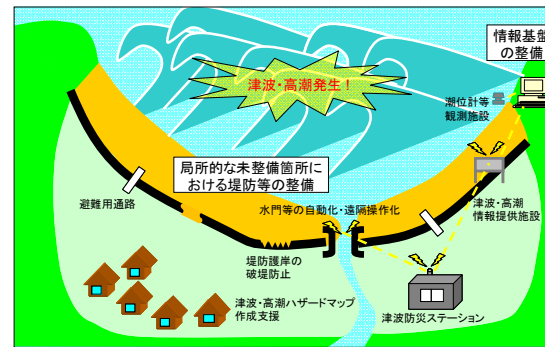 情報基盤
の整備
津波・高潮発生！
潮位計等
観測施設
局所的な未整備箇所に
おける堤防等の整備
避難用通路
水門等の自動化・遠隔操作化
津波・高潮
情報提供施設
堤防護岸の
破堤防止
津波・高潮ハザードマップ
作成支援
津波防災ステーション